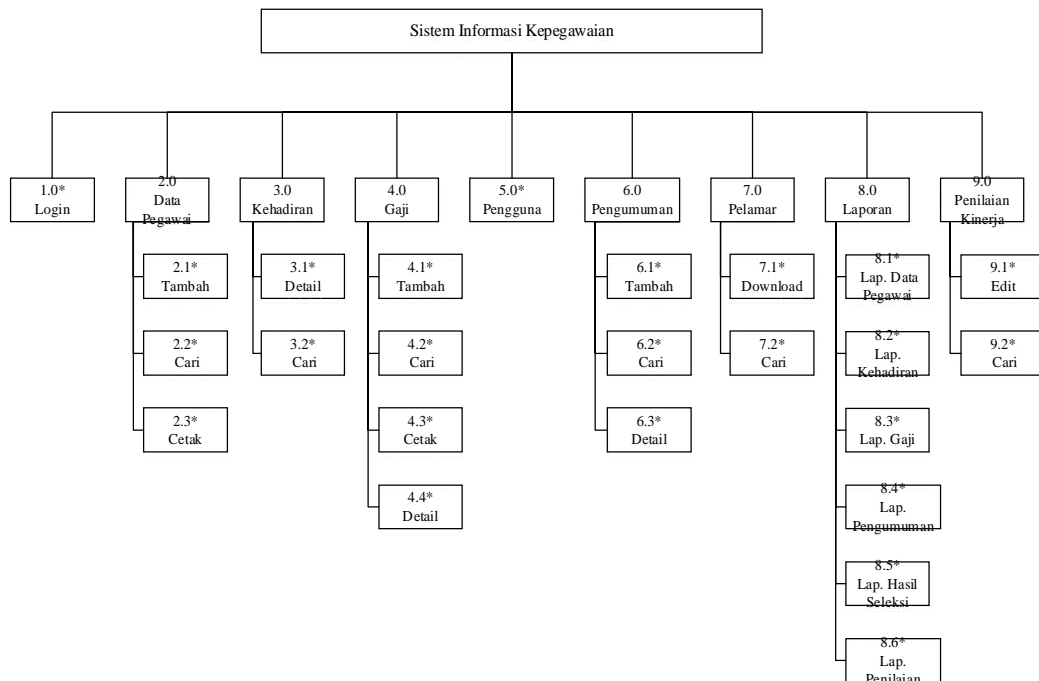 Sistem Informasi Kepegawaian
1.0*
Login
2.0
Data
Pegawai
3.0
Kehadiran
4.0
Gaji
5.0*
Pengguna
6.0
Pengumuman
7.0
Pelamar
8.0
Laporan
9.0
Penilaian
Kinerja
2.1*
Tambah
2.2*
Cari
2.3*
Cetak
3.1*
Detail
3.2*
Cari
4.1*
Tambah
4.2*
Cari
4.3*
Cetak
4.4*
Detail
6.1*
Tambah
6.2*
Cari
6.3*
Detail
7.1*
Download
7.2*
Cari
8.1*
Lap. Data
Pegawai
8.2*
Lap.
Kehadiran
8.3*
Lap. Gaji
8.4*
Lap.
Pengumuman
8.5*
Lap. Hasil
Seleksi
8.6*
Lap.
Penilaian
9.1*
Edit
9.2*
Cari